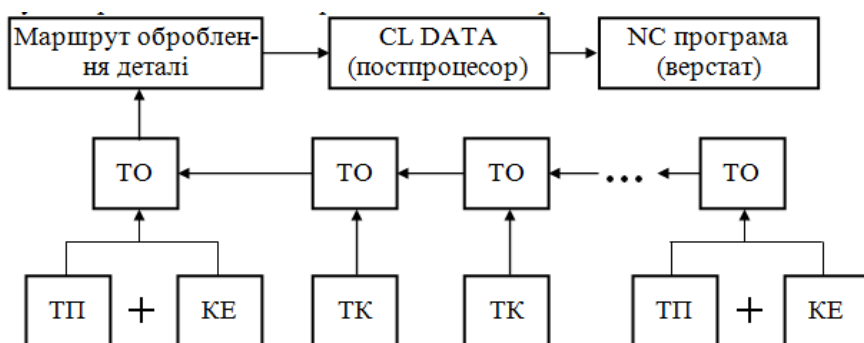 Маршрут оброблен-
ня деталі
CL DATA
(постпроцесор)
NC програма
(верстат)
ТО
ТО
ТО
...
ТО
ТП
+
КЕ
ТК
ТК
ТП
+
КЕ